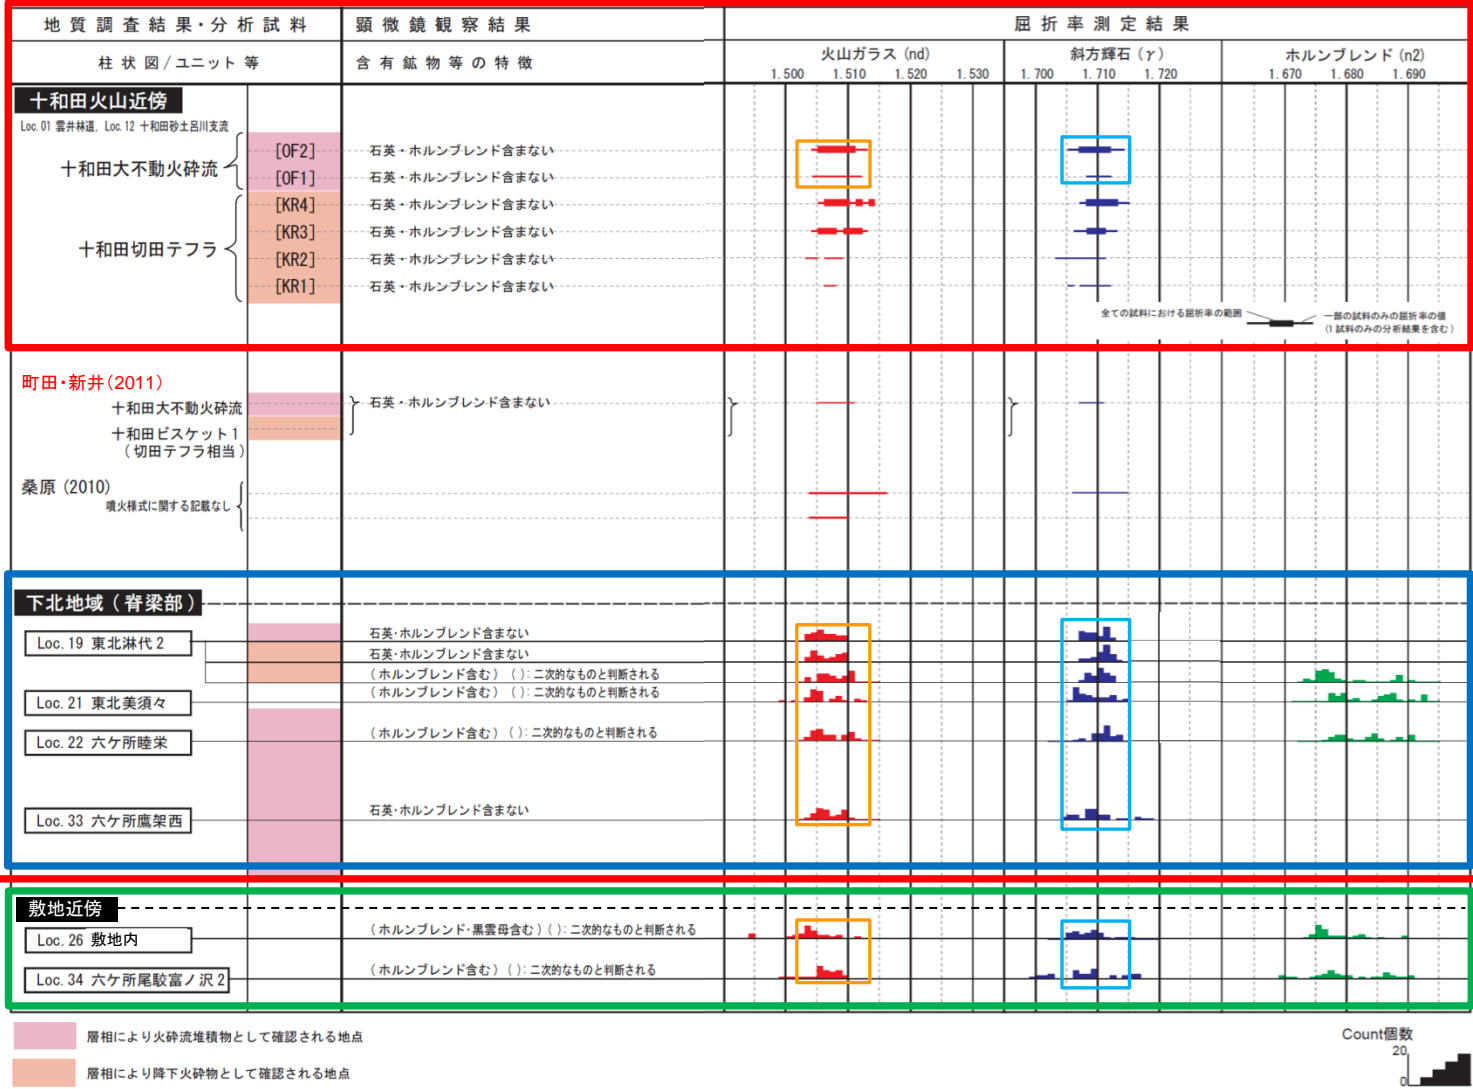 地質調査結果・分析試料
顕微鏡観察結果
屈折率測定結果
柱状図/ユニット等
含有鉱物等の特徴
火山ガラス(nd)
斜方輝石(γ)
ホルンブレンド(n2)
1.500 1.510 1.520 1.530
1.700 1.710 1.720
1.670 1.680 1.690
十和田火山近傍
Loc.01 雲井林道, Loc.12 十和田砂土呂川支流
十和田大不動火砕流
[OF2] 石英・ホルンブレンド含まない
[OF1] 石英・ホルンブレンド含まない
十和田切田テフラ
[KR4] 石英・ホルンブレンド含まない
[KR3] 石英・ホルンブレンド含まない
[KR2] 石英・ホルンブレンド含まない
[KR1] 石英・ホルンブレンド含まない
全ての試料における屈折率の範囲
一部の試料のみの屈折率の値
(1試料のみの分析結果を含む)
町田・新井(2011)
十和田大不動火砕流
石英・ホルンブレンド含まない
十和田ビスケット1
(切田テフラ相当)
桑原(2010)
噴火様式に関する記載なし
下北地域(脊梁部)
Loc.19 東北淋代2
石英・ホルンブレンド含まない
石英・ホルンブレンド含まない
(ホルンブレンド含む) ( ):二次的なものと判断される
Loc.21 東北美須々
(ホルンブレンド含む) ( ):二次的なものと判断される
Loc.22 六ケ所睦栄
(ホルンブレンド含む) ( ):二次的なものと判断される
Loc.33 六ケ所鷹架西
石英・ホルンブレンド含まない
敷地近傍
Loc.26 敷地内
(ホルンブレンド・黒雲母含む) ( ):二次的なものと判断される
Loc.34 六ケ所尾駮富ノ沢2
(ホルンブレンド含む) ( ):二次的なものと判断される
層相により火砕流堆積物として確認される地点
層相により降下火砕物として確認される地点
Count個数
20
0